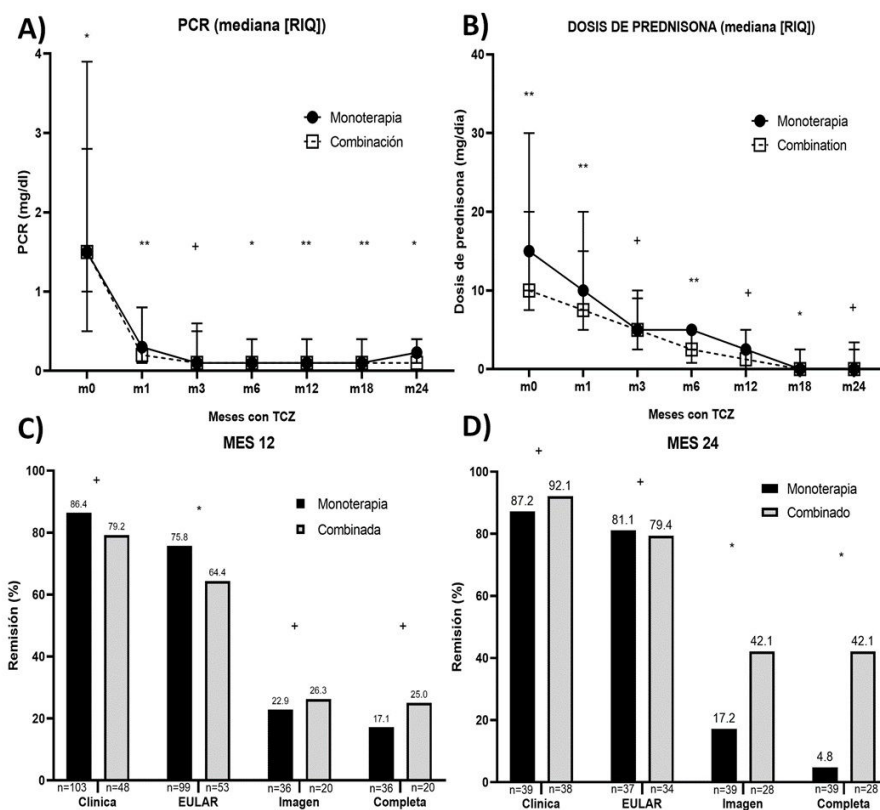 A)
PCR (mediana [RIQ])
PCR (mg/dl)
4
3
2
1
0
*
**
+
*
**
**
*
Monoterapia
Combinación
m0 m1 m3 m6 m12 m18 m24
Meses con TCZ
B)
DOSIS DE PREDNISONA (mediana [RIQ])
Dosis de prednisona (mg/día)
40
30
20
10
0
**
**
+
**
+
*
+
Monoterapia
Combination
m0 m1 m3 m6 m12 m18 m24
Meses con TCZ
C)
MES 12
Remisión (%)
100
80
60
40
20
0
+
*
+
+
Monoterapia
Combinada
86.4 79.2 75.8 64.4 22.9 26.3 17.1 25.0
n=103 n=48 n=99 n=53 n=36 n=20 n=36 n=20
Clinica EULAR Imagen Completa
D)
MES 24
Remisión (%)
100
80
60
40
20
0
+
+
*
*
Monoterapia
Combinado
87.2 92.1 81.1 79.4 17.2 42.1 4.8 42.1
n=39 n=38 n=37 n=34 n=39 n=28 n=39 n=28
Clinica EULAR Imagen Completa